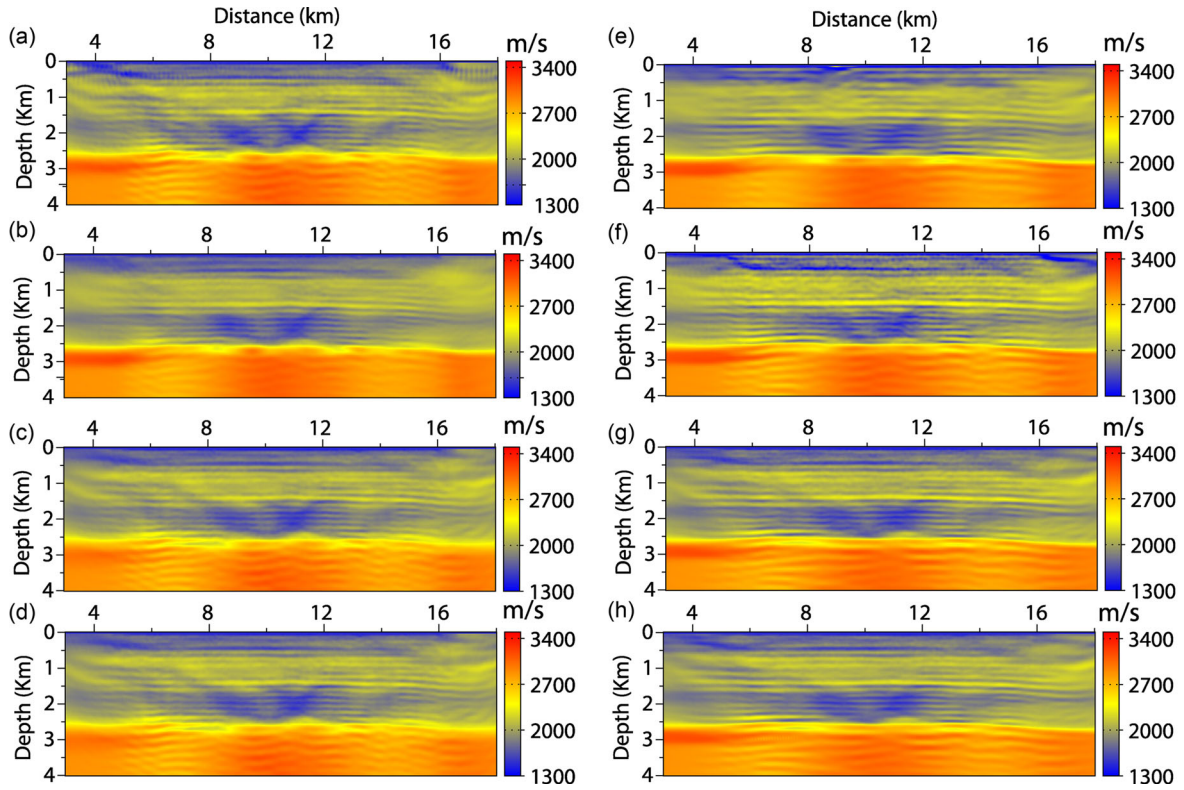 Distance (km)
(a)
4 8 12 16
m/s
Depth (Km)
0
1
2
3
4
3400
2700
2000
1300
(b)
4 8 12 16
m/s
Depth (Km)
0
1
2
3
4
3400
2700
2000
1300
(c)
4 8 12 16
m/s
Depth (Km)
0
1
2
3
4
3400
2700
2000
1300
(d)
4 8 12 16
m/s
Depth (Km)
0
1
2
3
4
3400
2700
2000
1300
Distance (km)
(e)
4 8 12 16
m/s
Depth (Km)
0
1
2
3
4
3400
2700
2000
1300
(f)
4 8 12 16
m/s
Depth (Km)
0
1
2
3
4
3400
2700
2000
1300
(g)
4 8 12 16
m/s
Depth (Km)
0
1
2
3
4
3400
2700
2000
1300
(h)
4 8 12 16
m/s
Depth (Km)
0
1
2
3
4
3400
2700
2000
1300